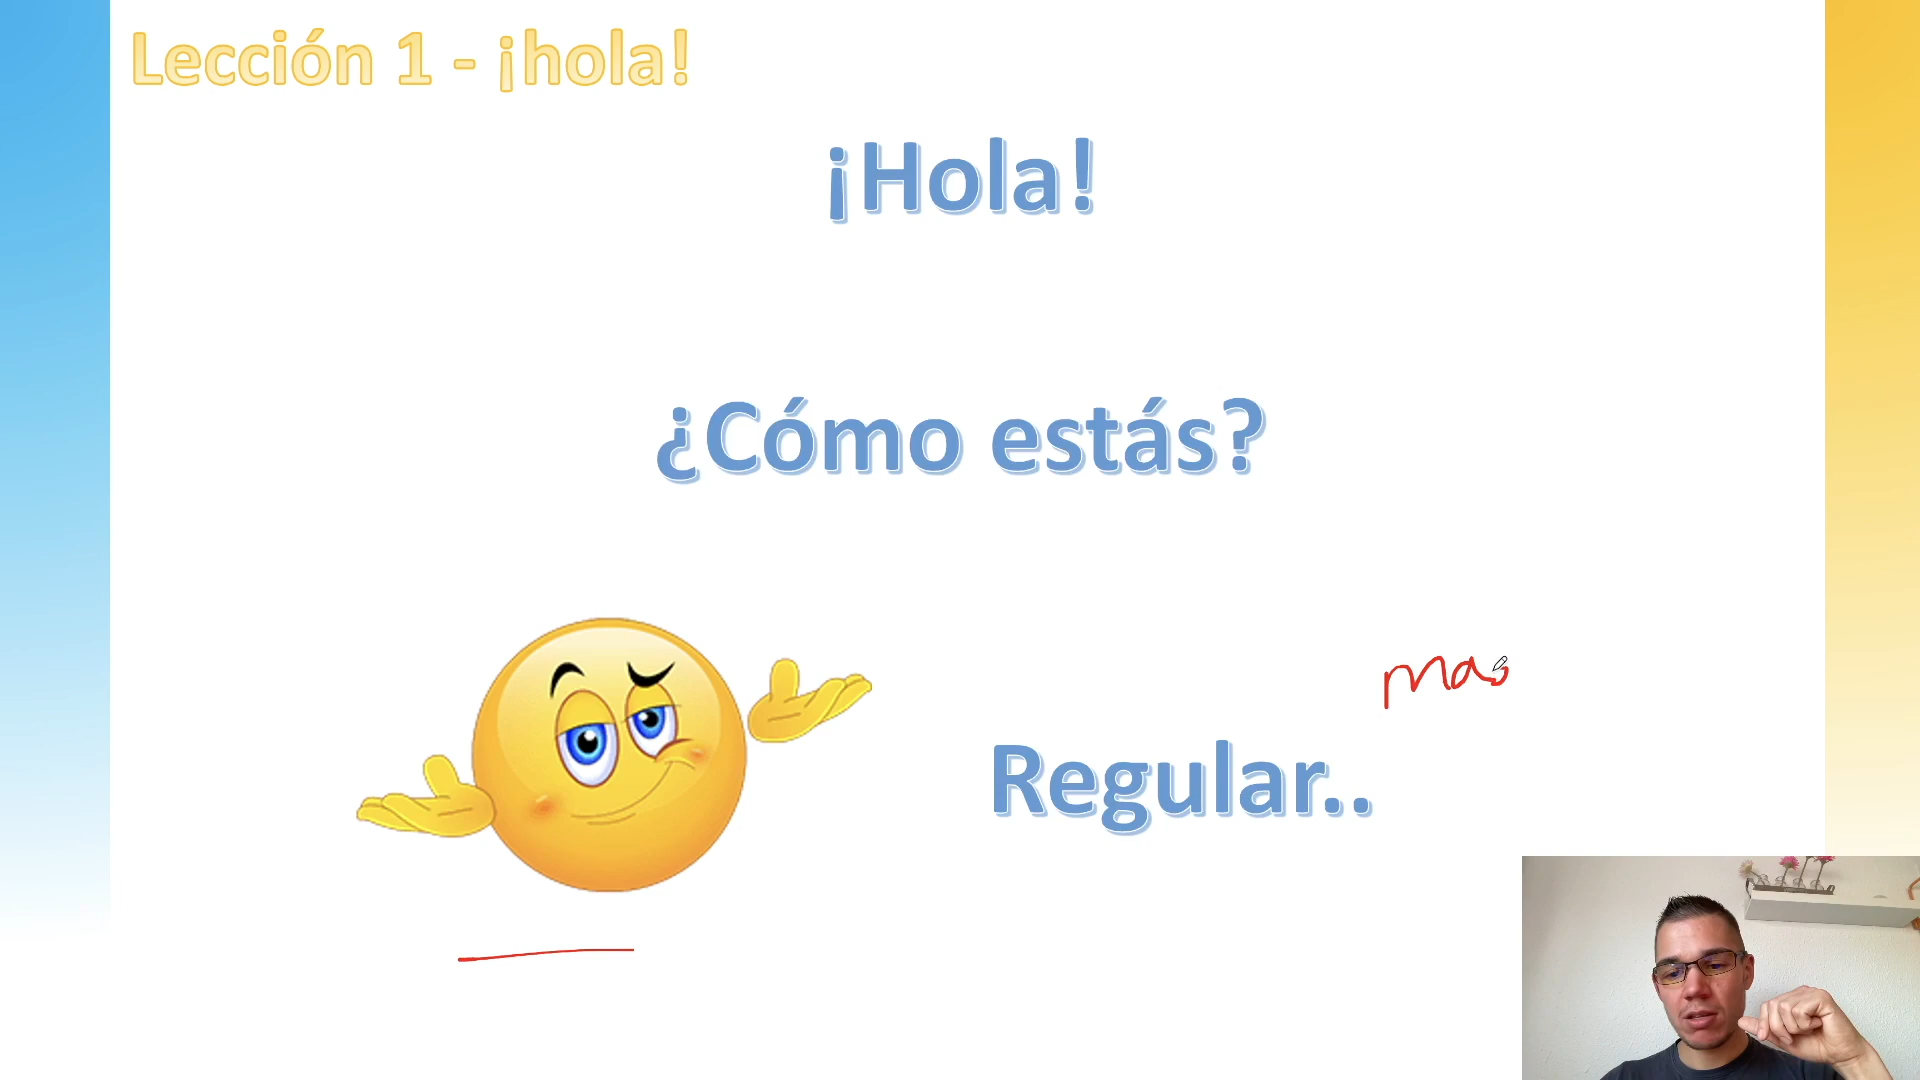 Lección 1 - ¡hola!
¡Hola!
¿Cómo estás?
mas
Regular..